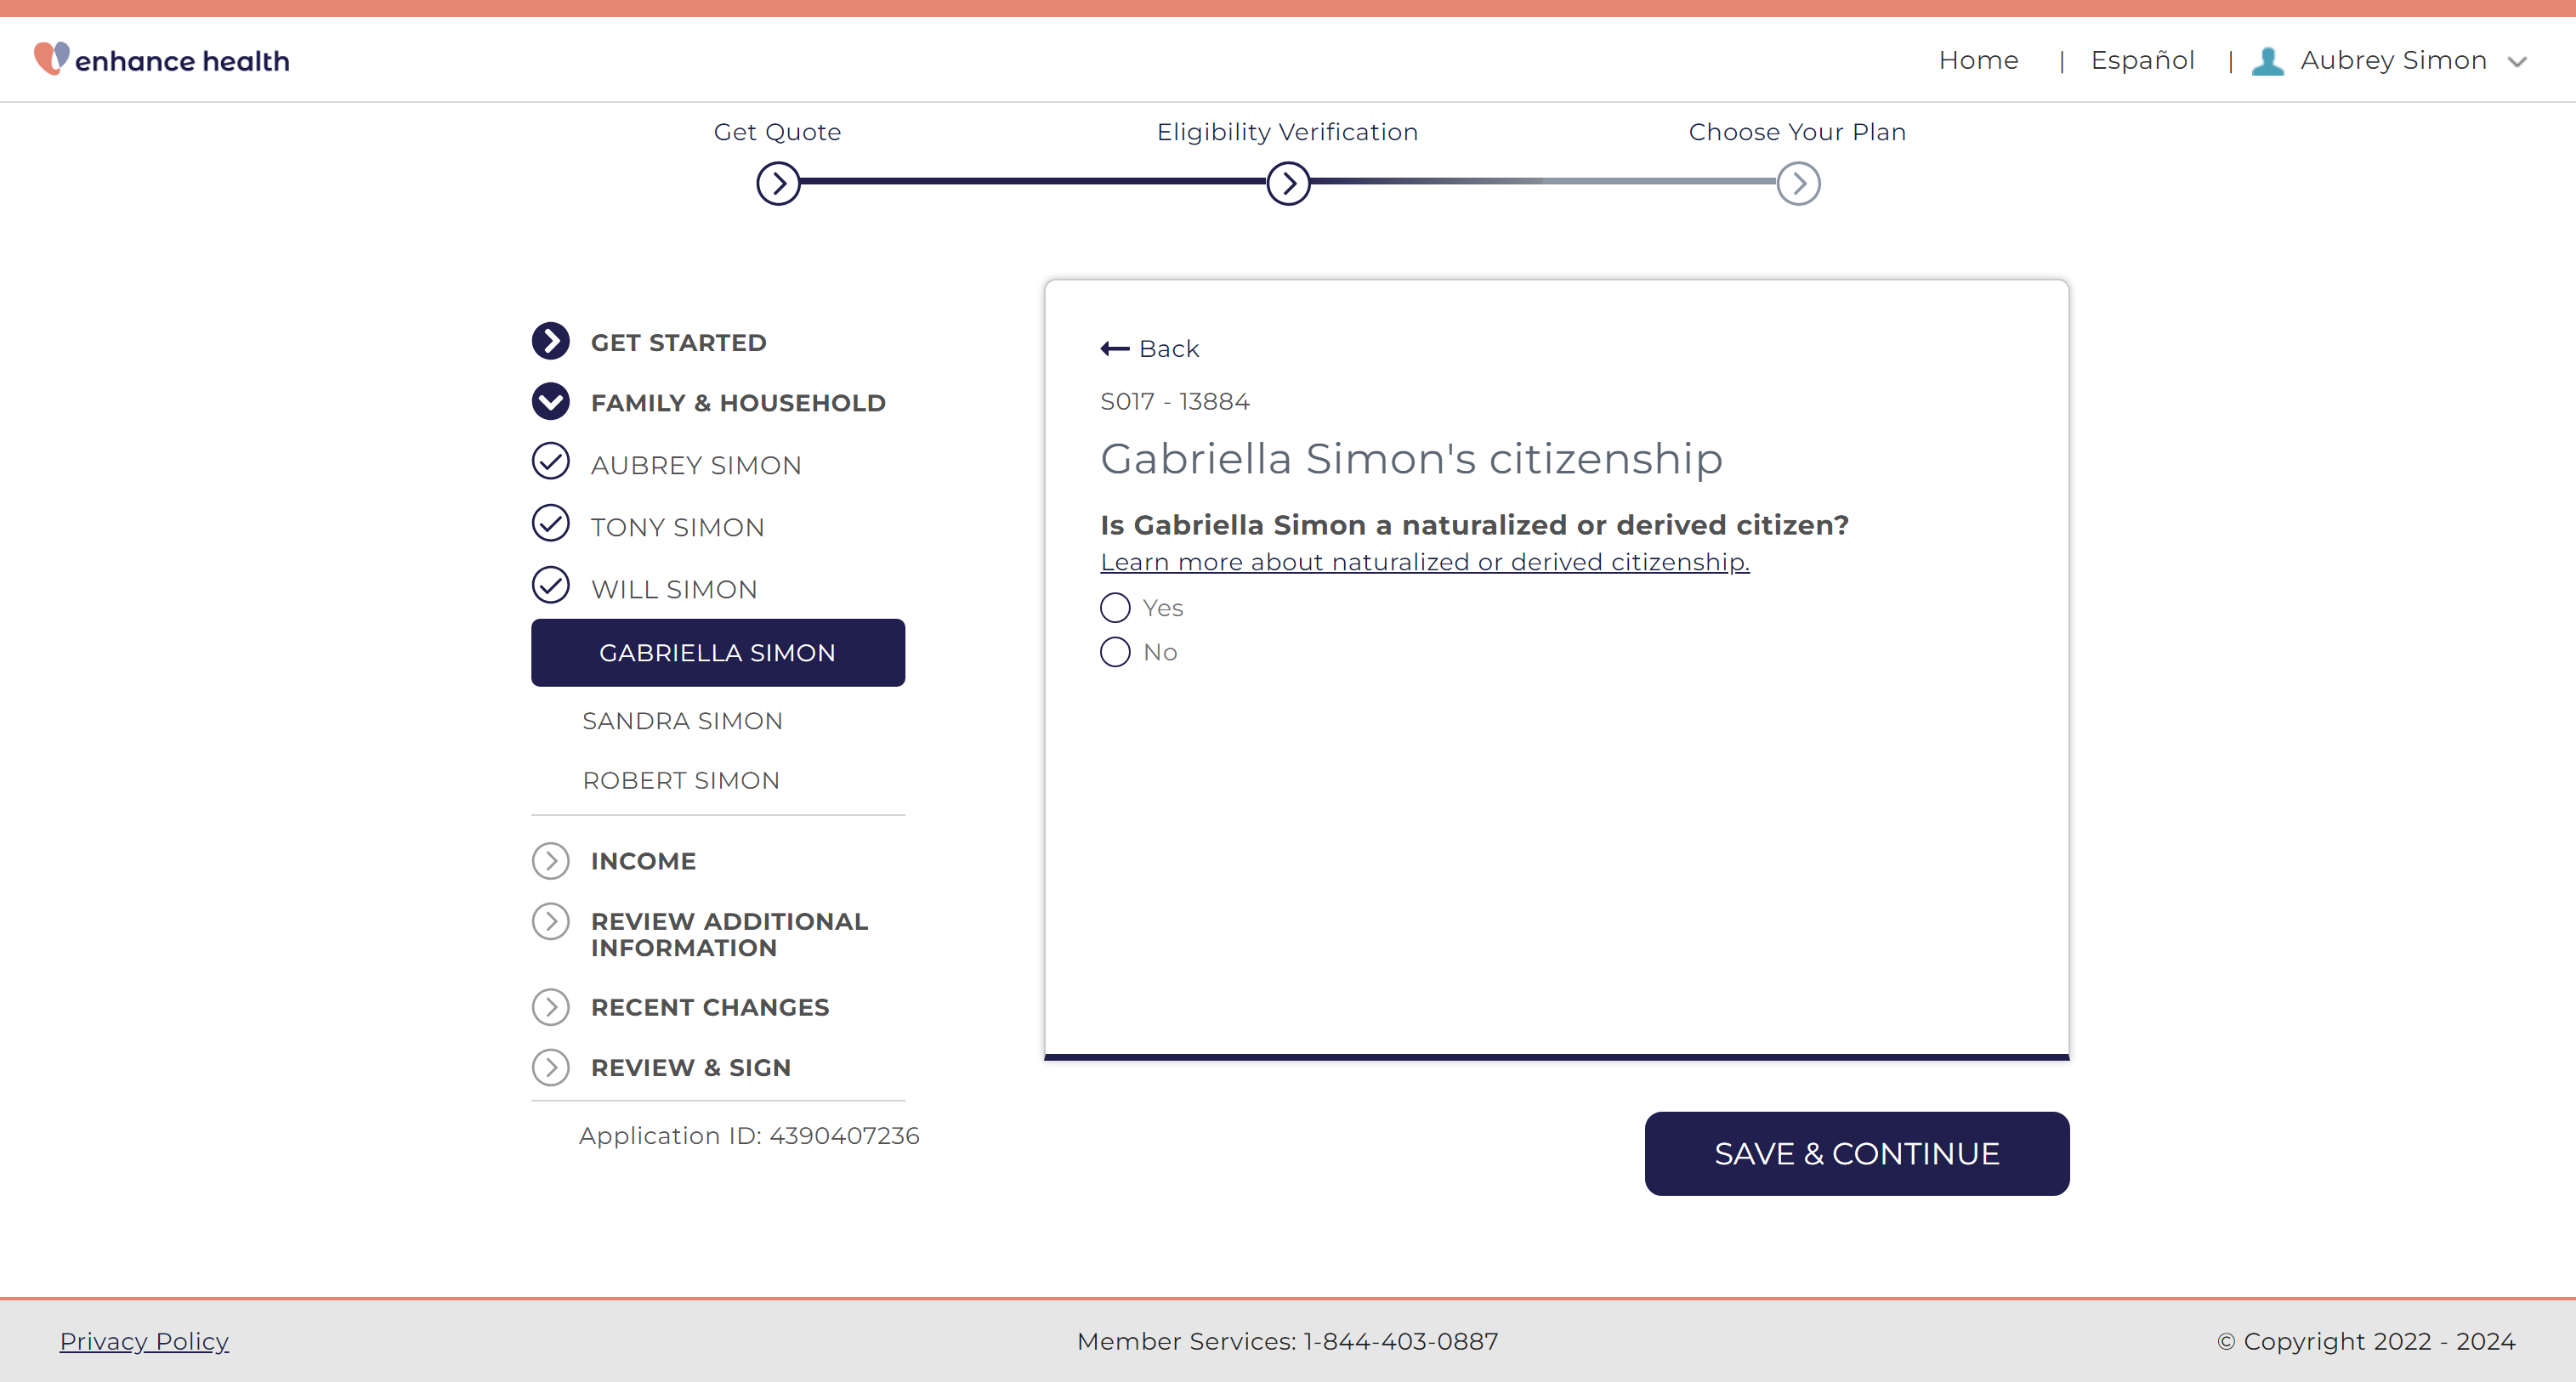 enhance health
Home | Español | Aubrey Simon
Get Quote
Eligibility Verification
Choose Your Plan
GET STARTED
FAMILY & HOUSEHOLD
AUBREY SIMON
TONY SIMON
WILL SIMON
GABRIELLA SIMON
SANDRA SIMON
ROBERT SIMON
INCOME
REVIEW ADDITIONAL
INFORMATION
RECENT CHANGES
REVIEW & SIGN
Application ID: 4390407236
Back
S017 - 13884
Gabriella Simon's citizenship
Is Gabriella Simon a naturalized or derived citizen?
Learn more about naturalized or derived citizenship.
Yes
No
SAVE & CONTINUE
Privacy Policy
Member Services: 1-844-403-0887
© Copyright 2022 - 2024